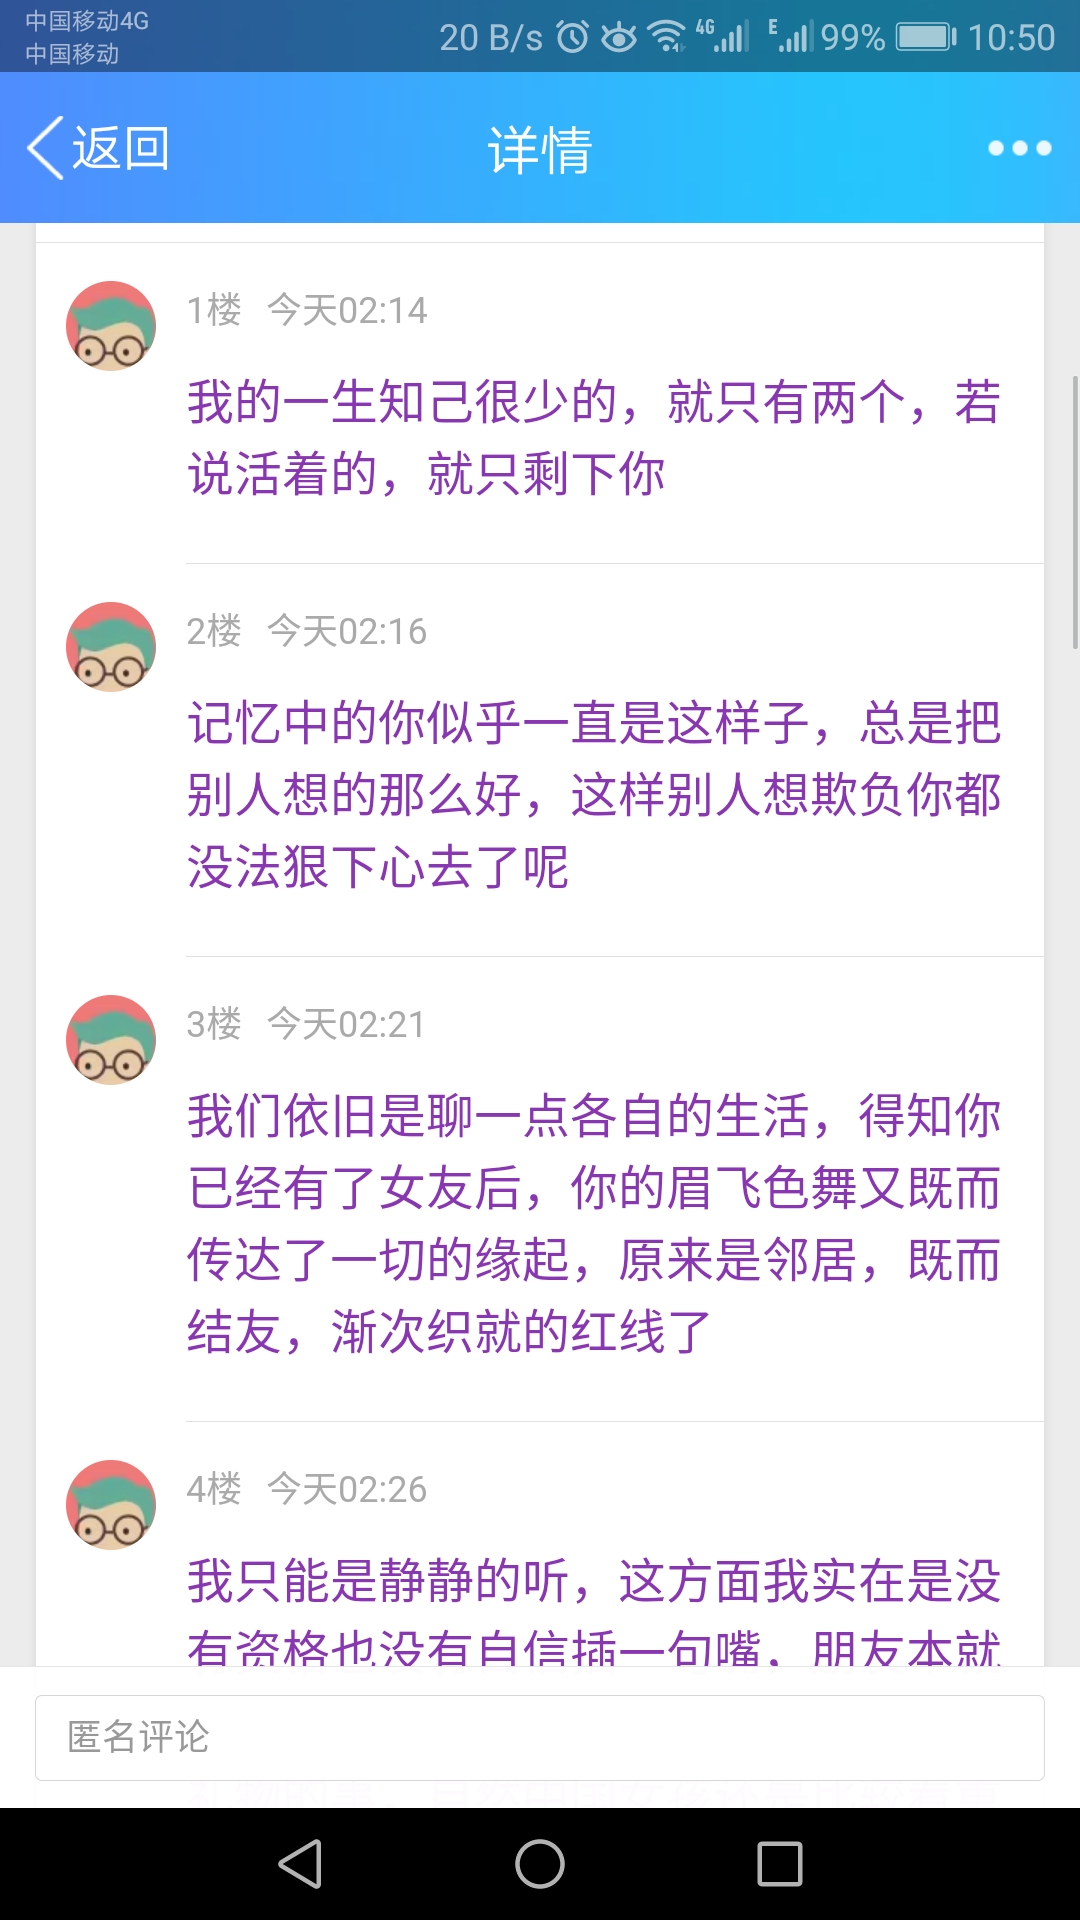 中国移动4G
中国移动
20 B/s 4G E 99% 10:50
返回 详情
1楼 今天02:14
我的一生知己很少的，就只有两个，若
说活着的，就只剩下你
2楼 今天02:16
记忆中的你似乎一直是这样子，总是把
别人想的那么好，这样别人想欺负你都
没法狠下心去了呢
3楼 今天02:21
我们依旧是聊一点各自的生活，得知你
已经有了女友后，你的眉飞色舞又既而
传达了一切的缘起，原来是邻居，既而
结友，渐次织就的红线了
4楼 今天02:26
我只能是静静的听，这方面我实在是没
有资格也没有自信插一句嘴，朋友本就
匿名评论